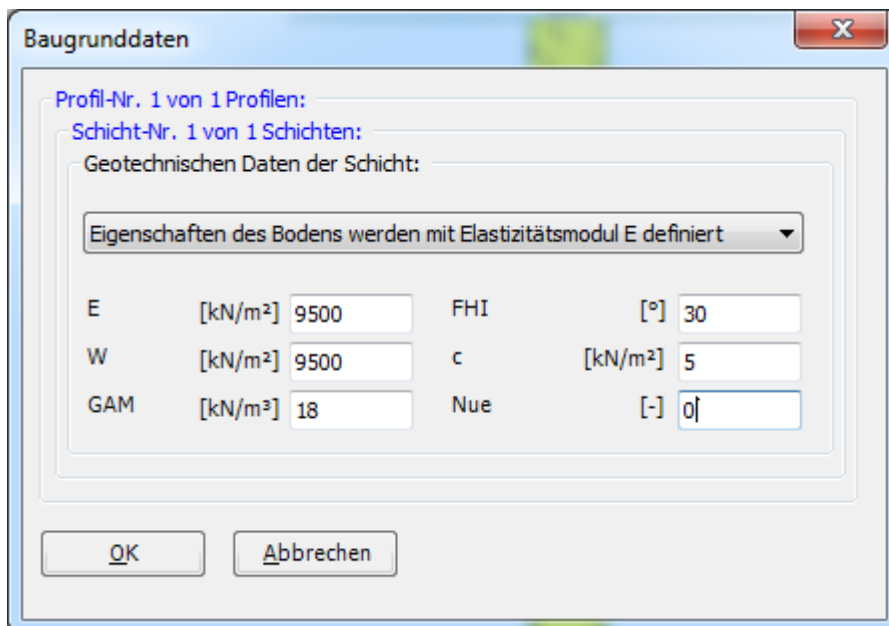 Baugrunddaten
Profil-Nr. 1 von 1 Profilen:
Schicht-Nr. 1 von 1 Schichten:
Geotechnischen Daten der Schicht:
Eigenschaften des Bodens werden mit Elastizitätsmodul E definiert
E [kN/m²] 9500 FHI [°] 30
W [kN/m²] 9500 c [kN/m²] 5
GAM [kN/m³] 18 Nue [-] 0
OK Abbrechen